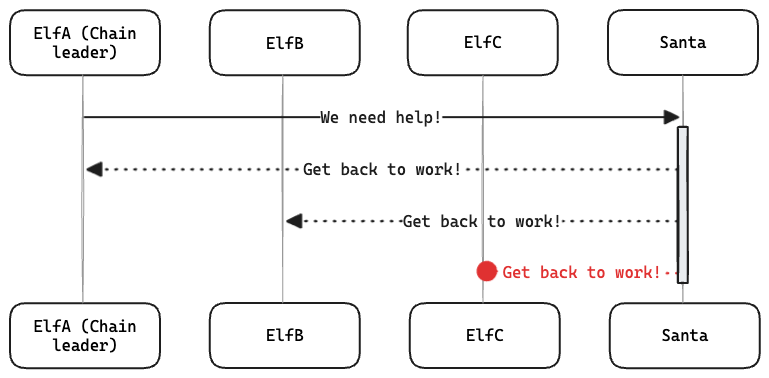 ElfA (Chain
leader)
ElfB
ElfC
Santa
We need help!
Get back to work!
Get back to work!
Get back to work!
ElfA (Chain
leader)
ElfB
ElfC
Santa